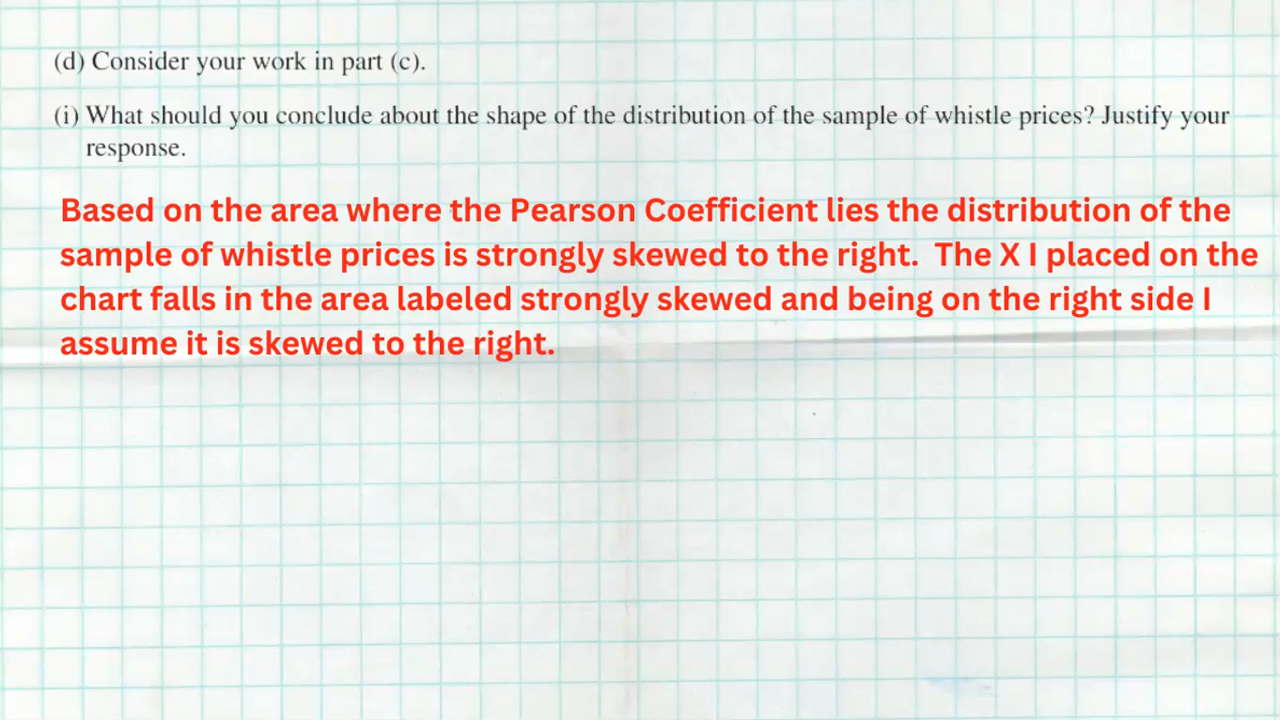 (d) Consider your work in part (c).
(i) What should you conclude about the shape of the distribution of the sample of whistle prices? Justify your
response.
Based on the area where the Pearson Coefficient lies the distribution of the
sample of whistle prices is strongly skewed to the right. The X I placed on the
chart falls in the area labeled strongly skewed and being on the right side I
assume it is skewed to the right.